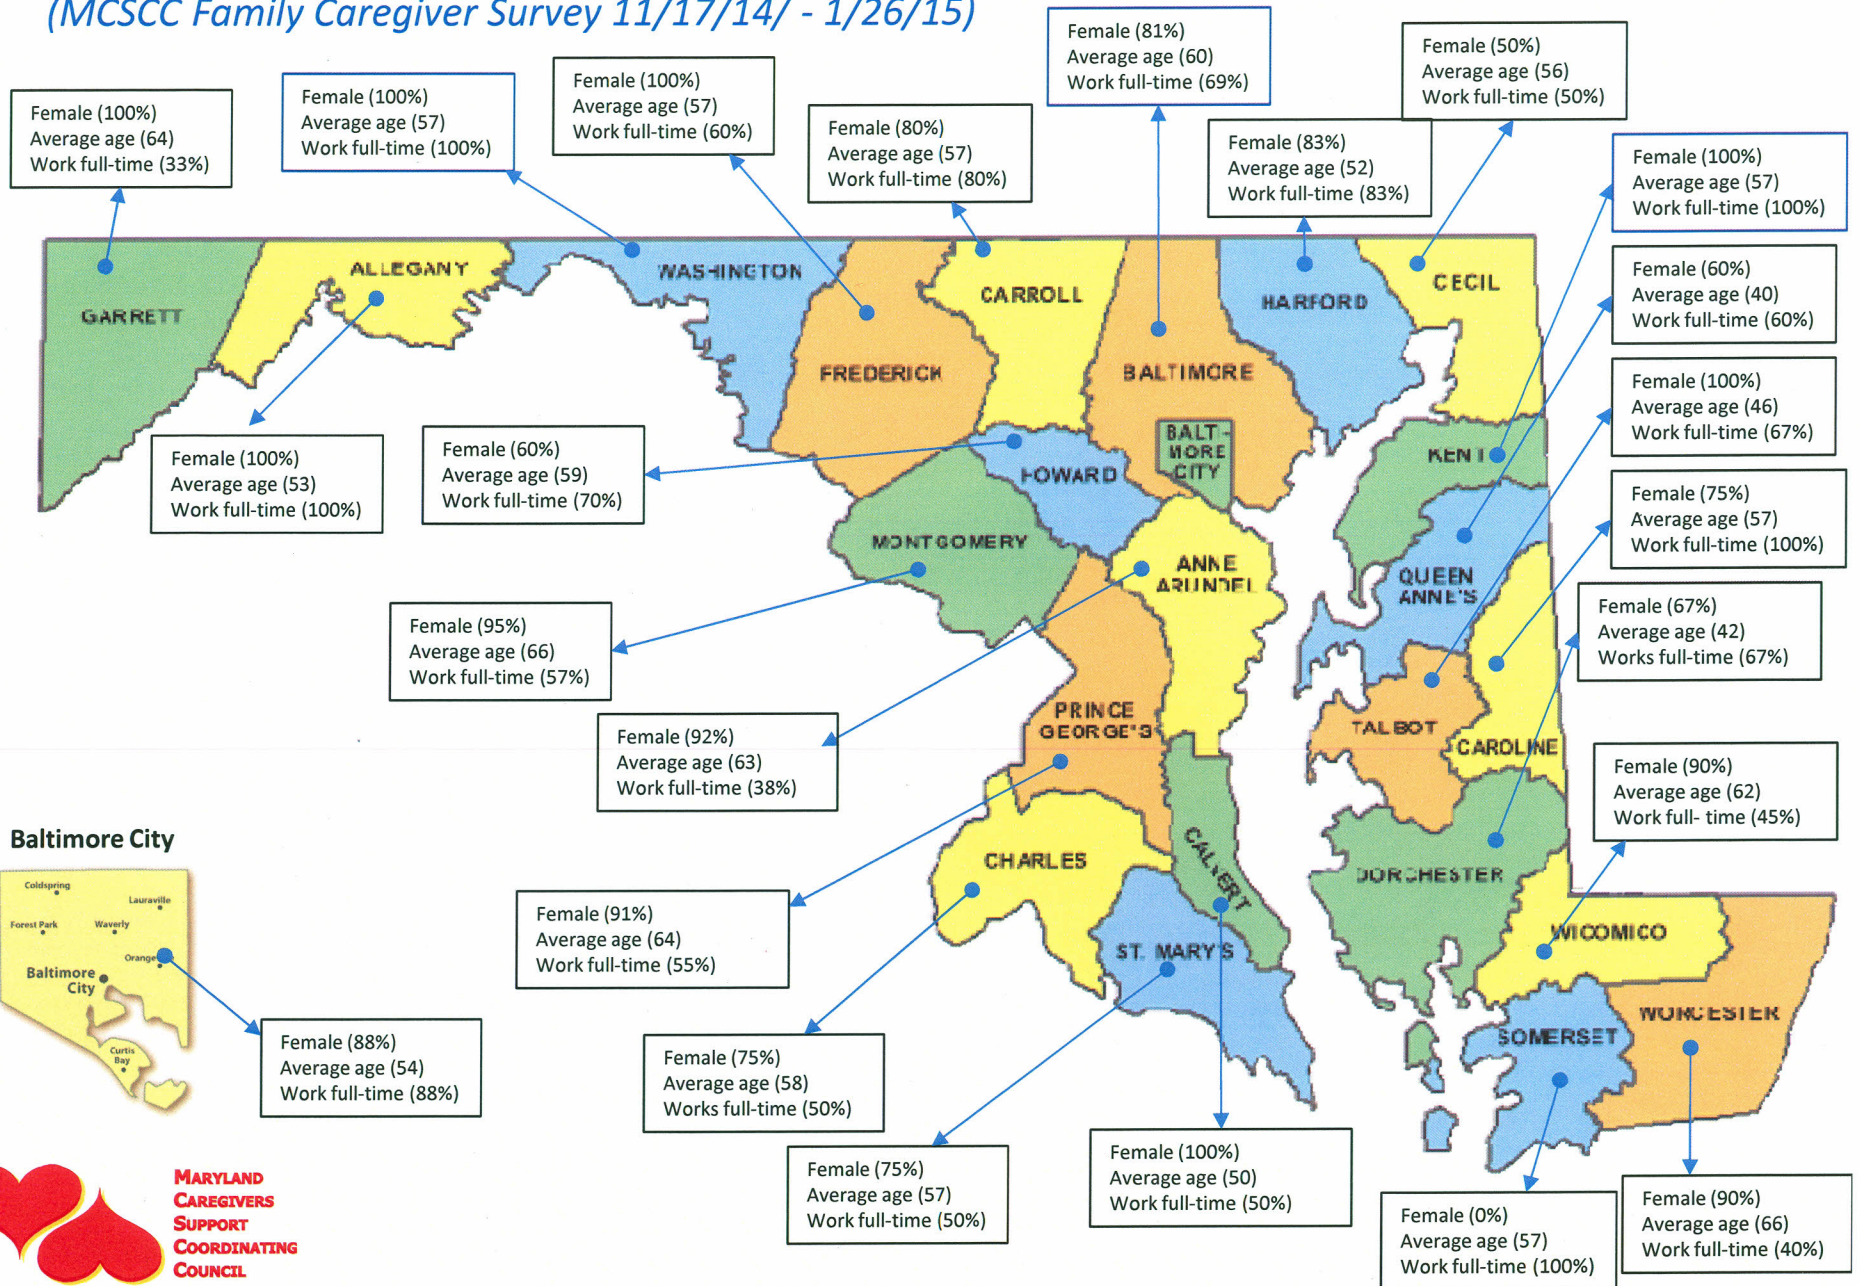 (MCSCC Family Caregiver Survey 11/17/14/ - 1/26/15)
Female (100%)
Average age (64)
Work full-time (33%)
Female (100%)
Average age (57)
Work full-time (100%)
Female (100%)
Average age (57)
Work full-time (60%)
Female (80%)
Average age (57)
Work full-time (80%)
Female (81%)
Average age (60)
Work full-time (69%)
Female (83%)
Average age (52)
Work full-time (83%)
Female (50%)
Average age (56)
Work full-time (50%)
Female (100%)
Average age (57)
Work full-time (100%)
Female (60%)
Average age (40)
Work full-time (60%)
Female (100%)
Average age (46)
Work full-time (67%)
Female (75%)
Average age (57)
Work full-time (100%)
Female (67%)
Average age (42)
Works full-time (67%)
Female (90%)
Average age (62)
Work full- time (45%)
GARRETT
ALLEGANY
WASHINGTON
FREDERICK
CARROLL
BALTIMORE
HARFORD
CECIL
BALTI-
MORE
CITY
KENT
HOWARD
MONTGOMERY
ANNE
ARUNDEL
QUEEN
ANNE'S
PRINCE
GEORGE'S
TALBOT
CAROLINE
CHARLES
CALVERT
ST. MARY'S
DORCHESTER
WICOMICO
SOMERSET
WORCESTER
Female (100%)
Average age (53)
Work full-time (100%)
Female (60%)
Average age (59)
Work full-time (70%)
Female (95%)
Average age (66)
Work full-time (57%)
Female (92%)
Average age (63)
Work full-time (38%)
Female (91%)
Average age (64)
Work full-time (55%)
Female (75%)
Average age (58)
Works full-time (50%)
Female (75%)
Average age (57)
Work full-time (50%)
Female (100%)
Average age (50)
Work full-time (50%)
Female (0%)
Average age (57)
Work full-time (100%)
Female (90%)
Average age (66)
Work full-time (40%)
Baltimore City
Coldspring
Lauraville
Forest Park
Waverly
Orange
Baltimore
City
Curtis
Bay
Female (88%)
Average age (54)
Work full-time (88%)
MARYLAND
CAREGIVERS
SUPPORT
COORDINATING
COUNCIL